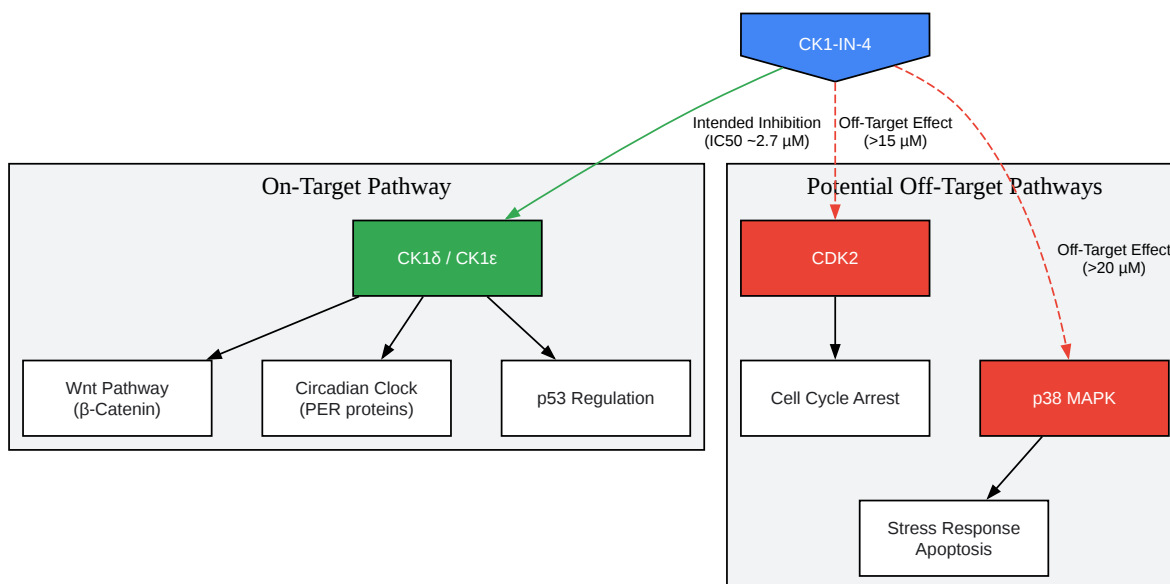 CK1-IN-4
Intended Inhibition
(IC50 ~2.7 µM)
Off-Target Effect
(>15 µM)
On-Target Pathway
Potential Off-Target Pathways
CK1δ / CK1ε
CDK2
Off-Target Effect
(>20 µM)
Wnt Pathway
(β-Catenin)
Circadian Clock
(PER proteins)
p53 Regulation
Cell Cycle Arrest
p38 MAPK
Stress Response
Apoptosis